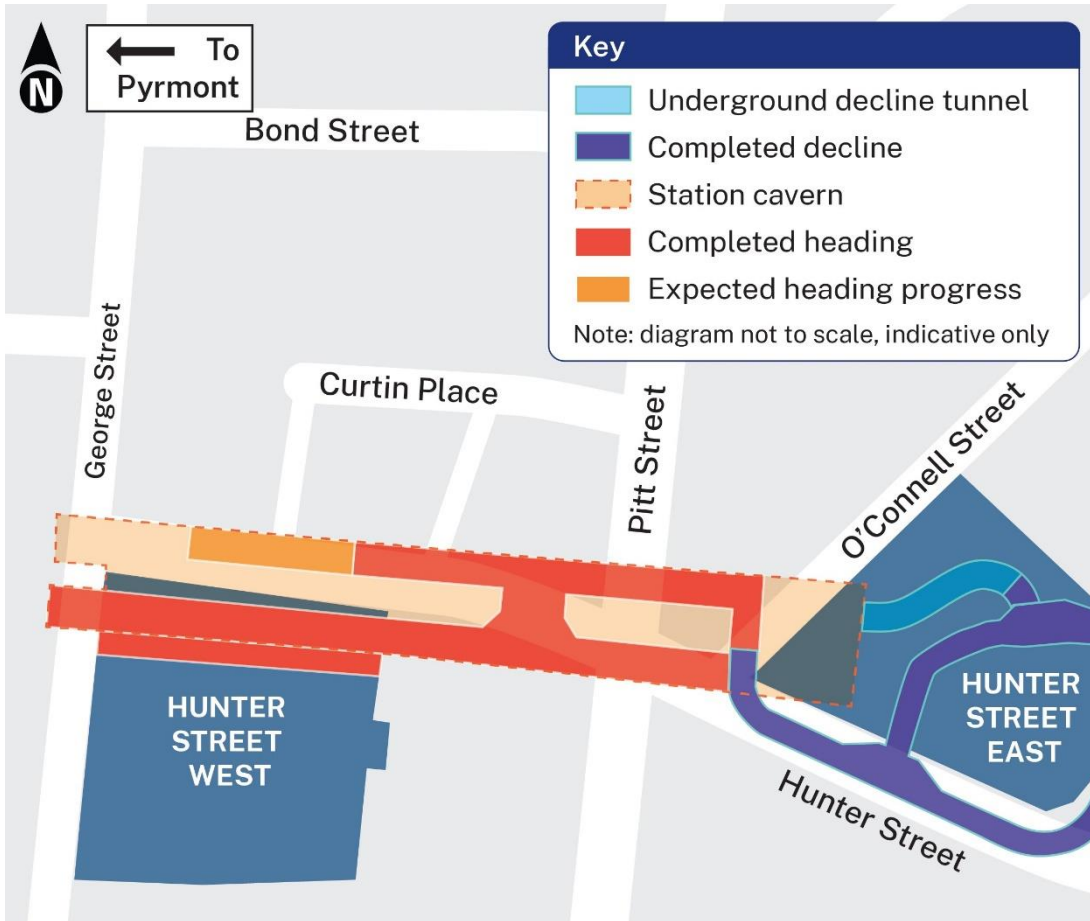 N
← To
Pyrmont
Key
Underground decline tunnel
Completed decline
Station cavern
Completed heading
Expected heading progress
Note: diagram not to scale, indicative only
Bond Street
George Street
Curtin Place
Pitt Street
O’Connell Street
HUNTER
STREET
WEST
HUNTER
STREET
EAST
Hunter Street